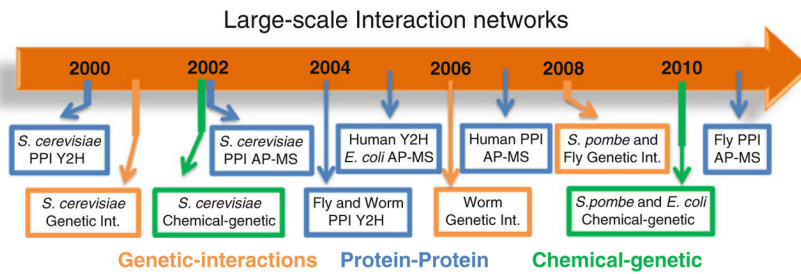 Large-scale Interaction networks
2000 2002 2004 2006 2008 2010
S. cerevisiae
PPI Y2H
S. cerevisiae
PPI AP-MS
Human Y2H
E. coli AP-MS
Human PPI
AP-MS
S. pombe and
Fly Genetic Int.
Fly PPI
AP-MS
S. cerevisiae
Genetic Int.
S. cerevisiae
Chemical-genetic
Fly and Worm
PPI Y2H
Worm
Genetic Int.
S.pombe and E. coli
Chemical-genetic
Genetic-interactions Protein-Protein Chemical-genetic